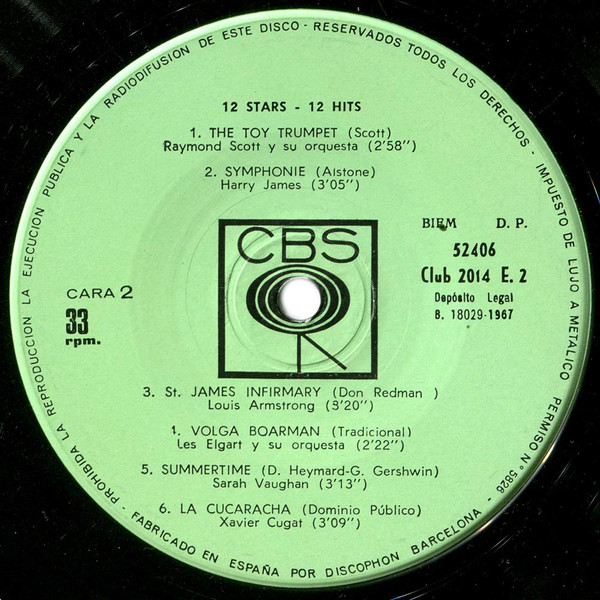 PROHIBIDA LA REPRODUCCION LA EJECUCION PUBLICA Y LA RADIODIFUSION DE ESTE DISCO - RESERVADOS TODOS LOS DERECHOS - IMPUESTO DE LUJO A METALICO PERMISO Nº 5826
12 STARS - 12 HITS
1. THE TOY TRUMPET (Scott)
Raymond Scott y su orquesta (2'58'')
2. SYMPHONIE (Alstone)
Harry James (3'05'')
CBS
BIEM D. P.
52406
Club 2014 E. 2
Depósito Legal
B. 18029-1967
CARA 2
33
rpm.
3. St. JAMES INFIRMARY (Don Redman )
Louis Armstrong (3'20'')
1. VOLGA BOARMAN (Tradicional)
Les Elgart y su orquesta (2'22'')
5. SUMMERTIME (D. Heymard-G. Gershwin)
Sarah Vaughan (3'13'')
6. LA CUCARACHA (Dominio Público)
Xavier Cugat (3'09'')
- FABRICADO EN ESPAÑA POR DISCOPHON BARCELONA -